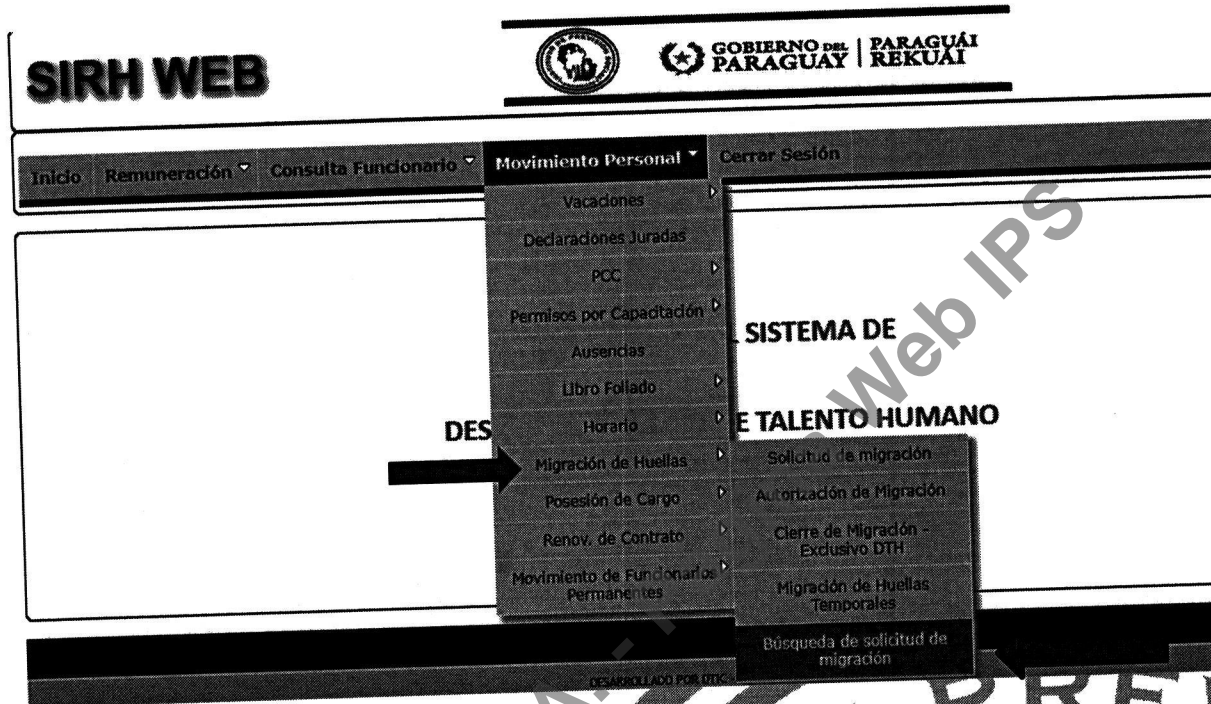 SIRH WEB
GOBIERNO DEL PARAGUAY | PARAGUÁI REKUÁI
Inicio Remuneración Consulta Funcionario Movimiento Personal Cerrar Sesión
Vacaciones
Declaraciones Juradas
PCC
Permisos por Capacitación
Ausencias
Libro Foliado
Horario
Migración de Huellas
Posesión de Cargo
Renov. de Contrato
Movimiento de Funcionarios
Permanentes
SISTEMA DE
DES E TALENTO HUMANO
Solicitud de migración
Autorización de Migración
Cierre de Migración -
Exclusivo DTH
Migración de Huellas
Temporales
Búsqueda de solicitud de
migración
DESARROLLADO POR DTIC
Web IPS